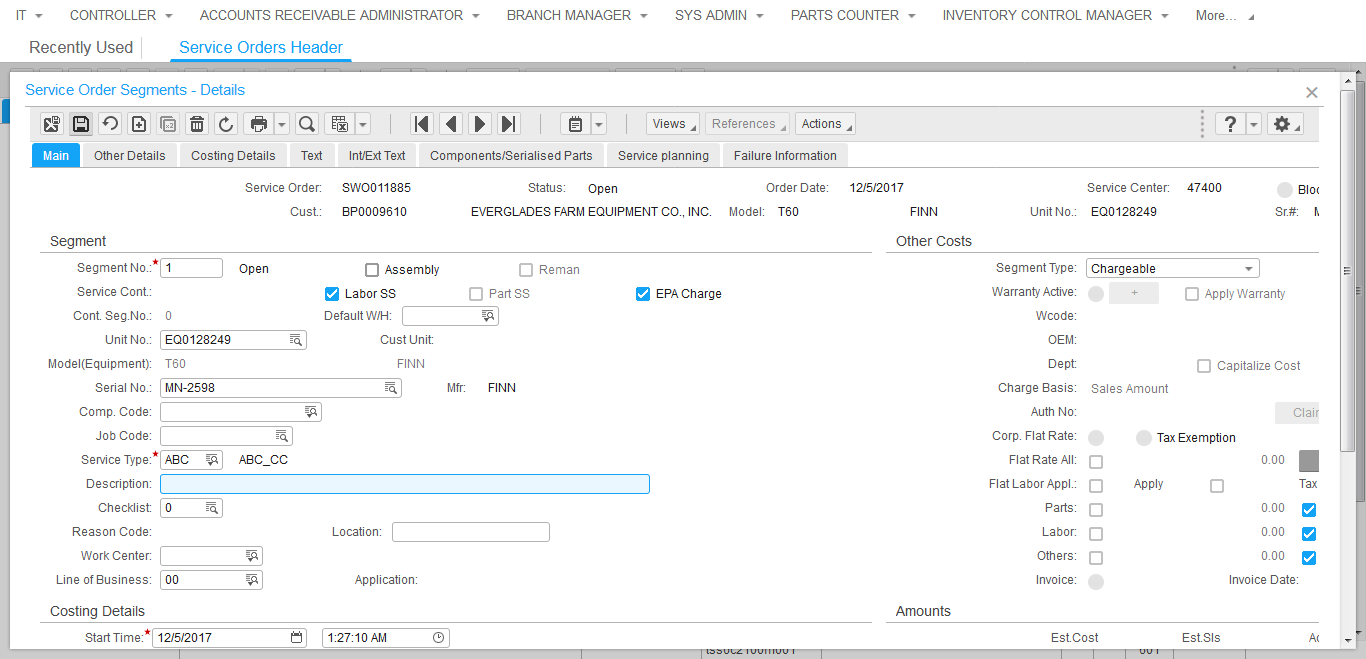 IT CONTROLLER ACCOUNTS RECEIVABLE ADMINISTRATOR BRANCH MANAGER SYS ADMIN PARTS COUNTER INVENTORY CONTROL MANAGER More...
Recently Used Service Orders Header
Service Order Segments - Details
Views References Actions ?
Main Other Details Costing Details Text Int/Ext Text Components/Serialised Parts Service planning Failure Information
Service Order: SWO011885 Status: Open Order Date: 12/5/2017 Service Center: 47400 Bloc
Cust.: BP0009610 EVERGLADES FARM EQUIPMENT CO., INC. Model: T60 FINN Unit No.: EQ0128249 Sr.#:
Segment Other Costs
Segment No.:* 1 Open Assembly Reman Segment Type: Chargeable
Service Cont.: Labor SS Part SS EPA Charge Warranty Active: + Apply Warranty
Cont. Seg.No.: 0 Default W/H: Wcode:
Unit No.: EQ0128249 Cust Unit: OEM:
Model(Equipment): T60 FINN Dept: Capitalize Cost
Serial No.: MN-2598 Mfr: FINN Charge Basis: Sales Amount
Comp. Code: Auth No: Clair
Job Code: Corp. Flat Rate: Tax Exemption
Service Type:* ABC ABC_CC Flat Rate All: 0.00
Description: Flat Labor Appl.: Apply Tax
Checklist: 0 Parts: 0.00
Reason Code: Location: Labor: 0.00
Work Center: Others: 0.00
Line of Business: 00 Application: Invoice: Invoice Date:
Costing Details Amounts
Start Time:* 12/5/2017 1:27:10 AM Est.Cost Est.Sls Ac